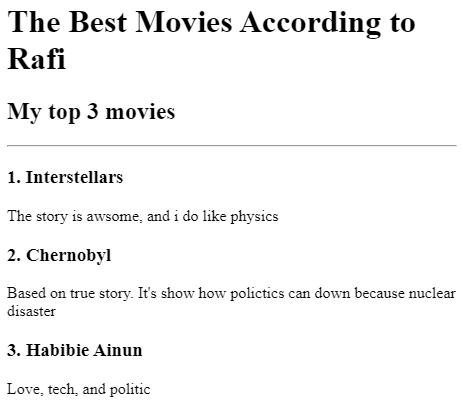 The Best Movies According to
Rafi
My top 3 movies
1. Interstellars
The story is awsome, and i do like physics
2. Chernobyl
Based on true story. It's show how polictics can down because nuclear
disaster
3. Habibie Ainun
Love, tech, and politic